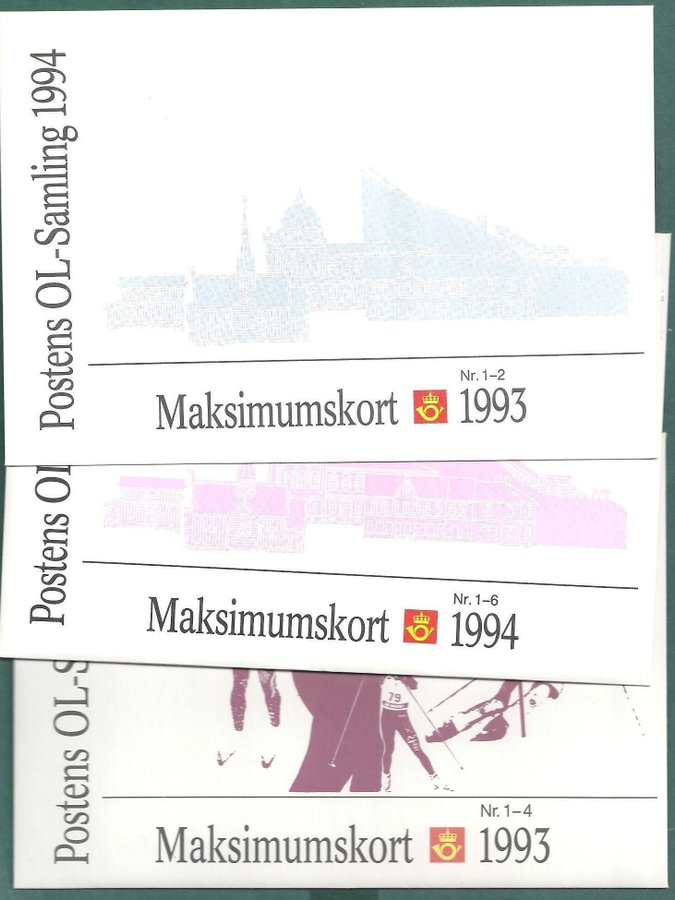 Postens OL-Samling 1994
Nr. 1-2
Maksimumskort 1993
Postens OL
Nr. 1-6
Maksimumskort 1994
Postens OL-S
79
Nr. 1-4
Maksimumskort 1993